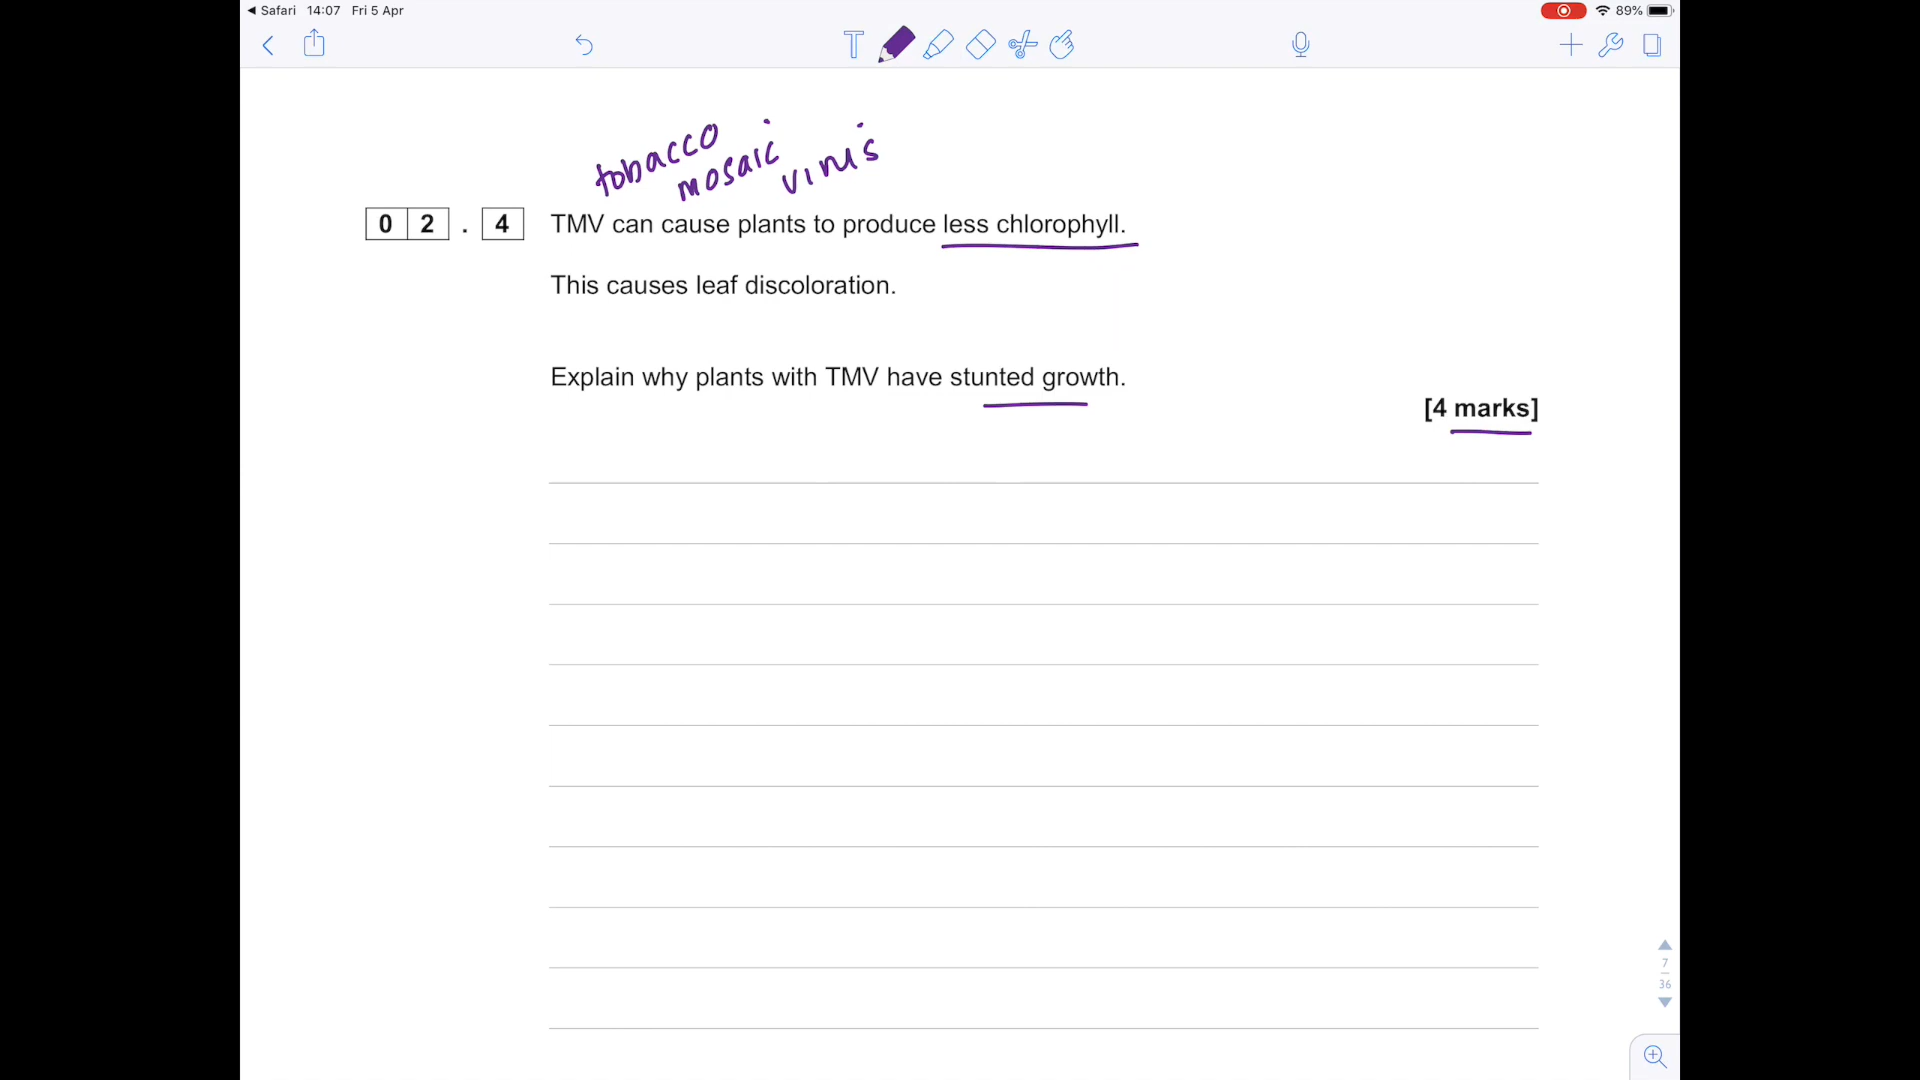 Safari 14:07 Fri 5 Apr
89%
T
tobacco
mosaic
virus
0 2 . 4 TMV can cause plants to produce less chlorophyll.
This causes leaf discoloration.
Explain why plants with TMV have stunted growth.
[4 marks]
7
36